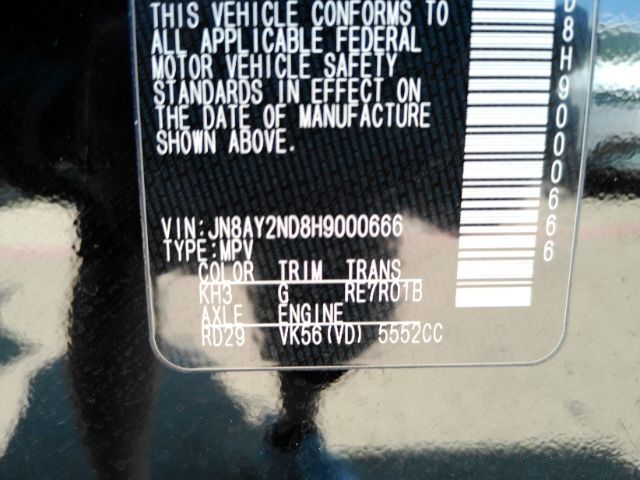 THIS VEHICLE CONFORMS TO
ALL APPLICABLE FEDERAL
MOTOR VEHICLE SAFETY
STANDARDS IN EFFECT ON
THE DATE OF MANUFACTURE
SHOWN ABOVE.
VIN:JN8AY2ND8H9000666
TYPE:MPV
COLOR TRIM TRANS
KH3 G RE7R01B
AXLE ENGINE
RD29 VK56(VD) 5552CC
D8H9000666